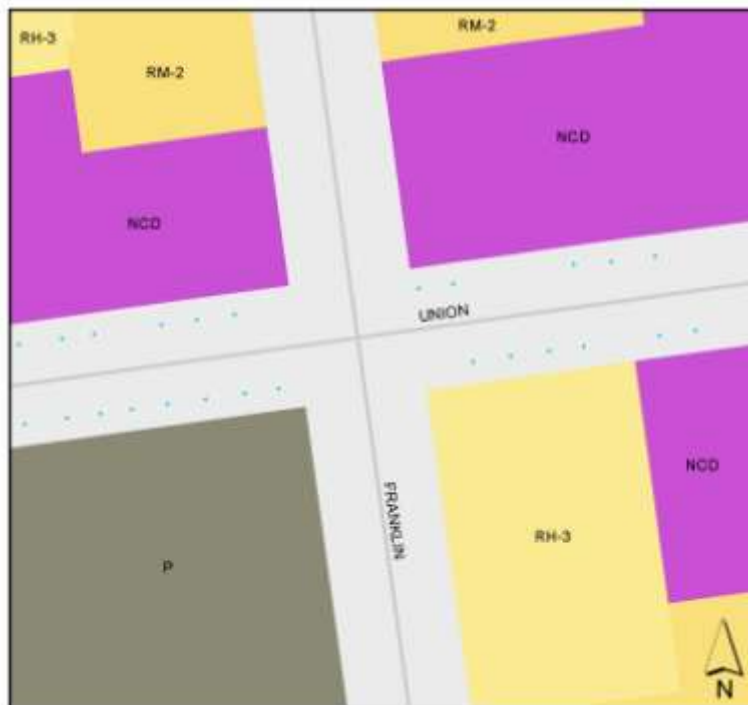 RM-2
RH-3
RM-2
NCD
NCD
UNION
NCD
FRANKLIN
RH-3
P
N